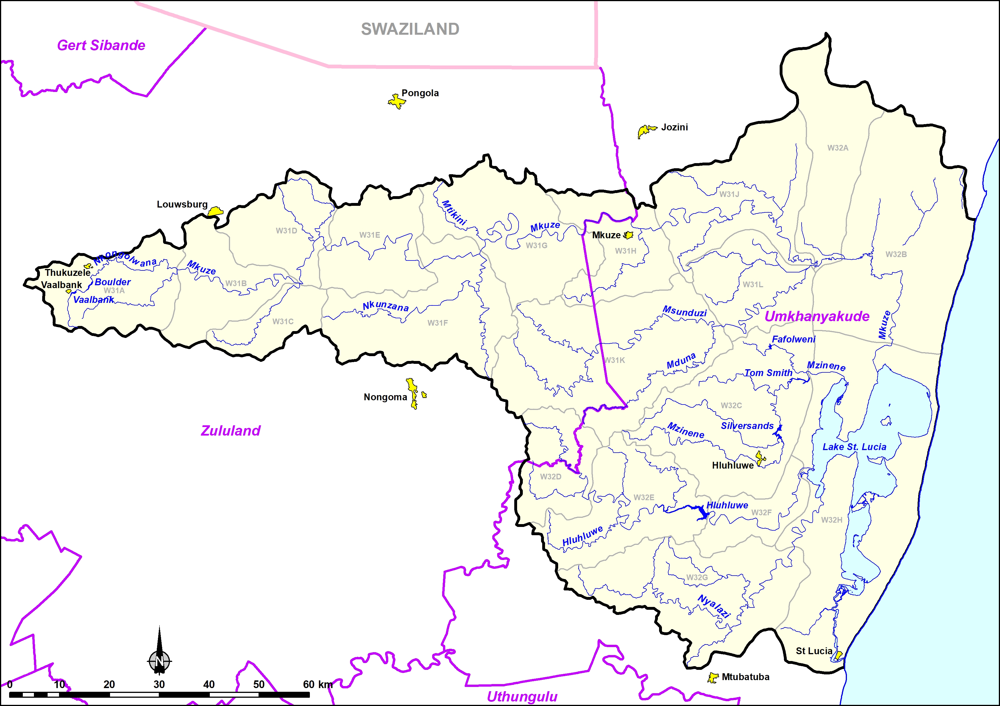 SWAZILAND
Gert Sibande
Pongola
Jozini
W32A
W31J
Louwsburg
Mtikini
Mkuze
W31D
W31E
Mkuze
W31G
W31H
W32B
Nkongolwana
Thukuzele
Mkuze
Boulder
Vaalbank
W31A
W31B
W31L
Vaalbank
Nkunzana
Msunduzi
Umkhanyakude
W31C
W31F
Mkuze
Fafolweni
W31K
Mduna
Mzinene
Tom Smith
Nongoma
W32C
Zululand
Mzinene
Silversands
Lake St. Lucia
Hluhluwe
W32D
W32E
Hluhluwe
W32F
W32H
Hluhluwe
W32G
Nyalazi
St Lucia
N
Mtubatuba
0 10 20 30 40 50 60 km
Uthungulu